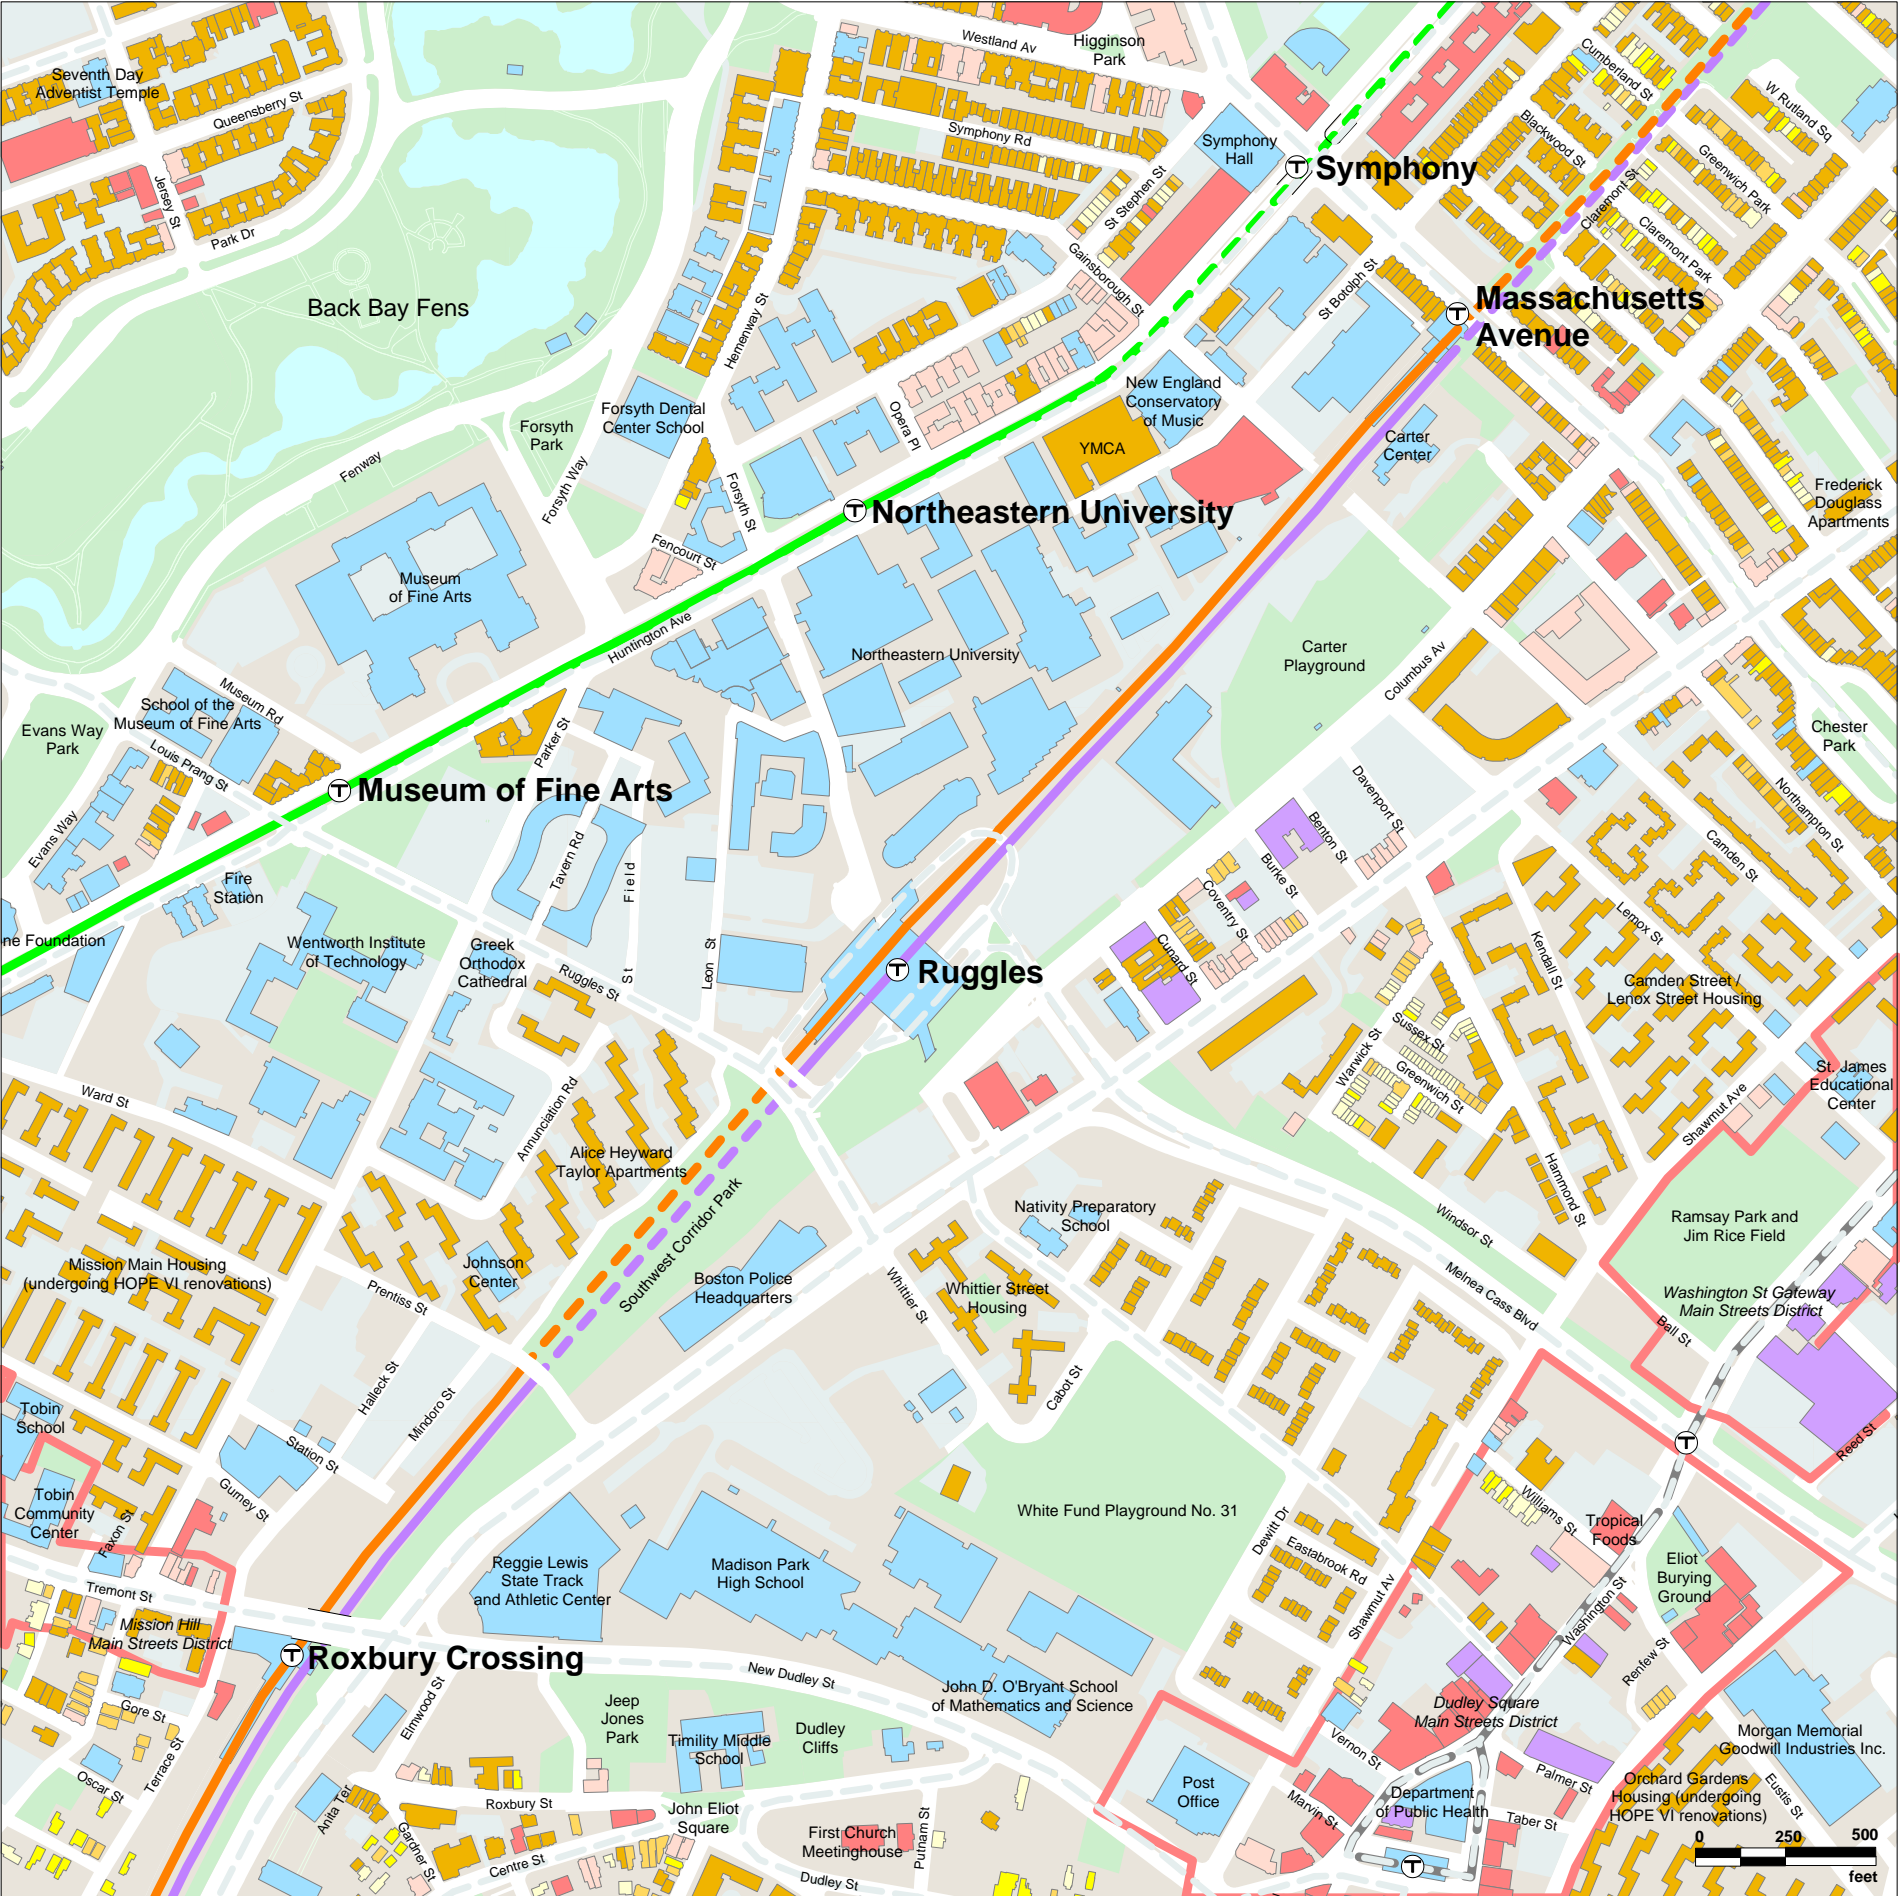 Westland Av
Higginson
Park
Cumberland St
Seventh Day
Adventist Temple
Queensberry St
W Rutland Sq
Blackwood St
Symphony Rd
Symphony
Hall
Symphony
Greenwich Park
Jersey St
St Stephen St
Claremont St
Park Dr
Gainsborough St
Claremont Park
Back Bay Fens
Hemenway St
St Botolph St
Massachusetts
Avenue
Forsyth Dental
Center School
New England
Conservatory
of Music
Opera Pl
Forsyth
Park
YMCA
Carter
Center
Fenway
Forsyth Way
Forsyth St
Frederick
Douglass
Apartments
Northeastern University
Fencourt St
Museum
of Fine Arts
Huntington Ave
Northeastern University
Carter
Playground
Columbus Av
Museum Rd
School of the
Museum of Fine Arts
Evans Way
Park
Louis Prang St
Parker St
Chester
Park
Museum of Fine Arts
Davenport St
Northampton St
Evans Way
Tavern Rd
Benton St
Camden St
Field
St
Burke St
Fire
Station
Coventry St
Lemox St
ne Foundation
Wentworth Institute
of Technology
Greek
Orthodox
Cathedral
Leon St
Ruggles St
Ruggles
Cunard St
Kendall St
Camden Street /
Lenox Street Housing
Sussex St
Warwick St
Greenwich St
St. James
Educational
Center
Ward St
Annunciation Rd
Shawmut Ave
Alice Heyward
Taylor Apartments
Hammond St
Southwest Corridor Park
Nativity Preparatory
School
Windsor St
Ramsay Park and
Jim Rice Field
Mission Main Housing
(undergoing HOPE VI renovations)
Johnson
Center
Boston Police
Headquarters
Whittier St
Whittier Street
Housing
Melnea Cass Blvd
Washington St Gateway
Main Streets District
Prentiss St
Ball St
Halleck St
Mindoro St
Cabot St
Tobin
School
Station St
Reed St
Gurney St
Tobin
Community
Center
Faxon St
White Fund Playground No. 31
Dewitt Dr
Williams St
Tropical
Foods
Eastabrook Rd
Reggie Lewis
State Track
and Athletic Center
Madison Park
High School
Eliot
Burying
Ground
Tremont St
Shawmut Av
Washington St
Mission Hill
Main Streets District
Roxbury Crossing
Renfew St
New Dudley St
John D. O'Bryant School
of Mathematics and Science
Gore St
Elmwood St
Jeep
Jones
Park
Timility Middle
School
Dudley
Cliffs
Dudley Square
Main Streets District
Vernon St
Morgan Memorial
Goodwill Industries Inc.
Terrace St
Oscar St
Palmer St
Post
Office
Department
of Public Health
Orchard Gardens
Housing (undergoing
HOPE VI renovations)
Eustis St
Anita Ter
Roxbury St
John Eliot
Square
Marvin St
Taber St
Gardner St
First Church
Meetinghouse
Putnam St
0 250 500
feet
Centre St
Dudley St